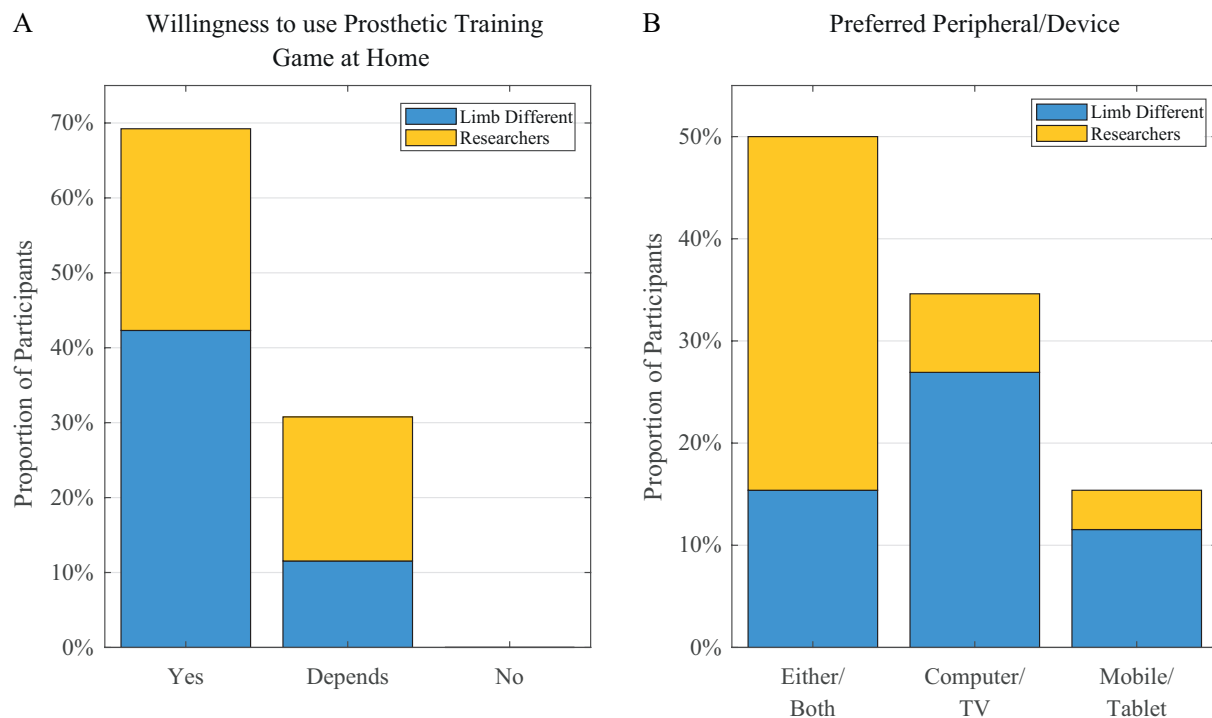 A
Willingness to use Prosthetic Training
Game at Home
Limb Different
Researchers
Proportion of Participants
70%
60%
50%
40%
30%
20%
10%
0%
Yes
Depends
No
B
Preferred Peripheral/Device
Limb Different
Researchers
Proportion of Participants
50%
40%
30%
20%
10%
0%
Either/
Both
Computer/
TV
Mobile/
Tablet